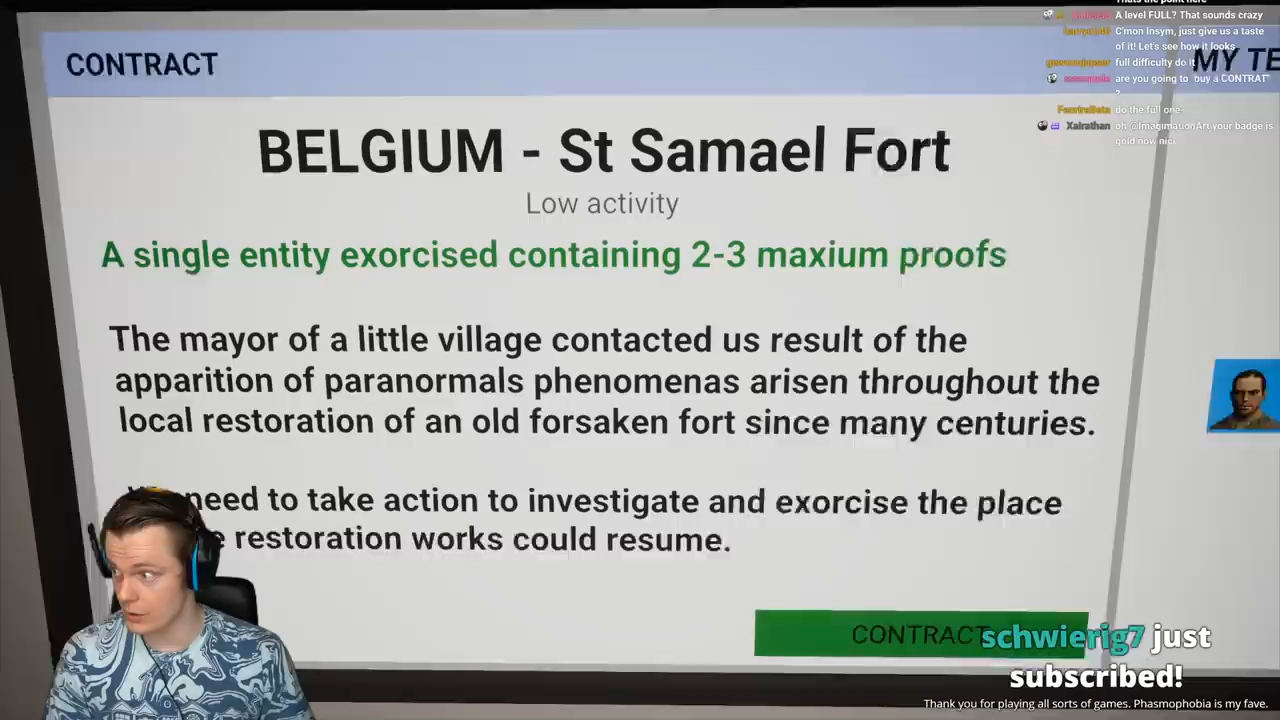 CONTRACT
MY TE
BELGIUM - St Samael Fort
Low activity
A single entity exorcised containing 2-3 maxium proofs
The mayor of a little village contacted us result of the
apparition of paranormals phenomenas arisen throughout the
local restoration of an old forsaken fort since many centuries.
need to take action to investigate and exorcise the place
restoration works could resume.
CONTRACT
A level FULL? That sounds crazy
C'mon Insym, just give us a taste
of it! Let's see how it looks
full difficulty do it
are you going to buy a CONTRAT
?
do the full one
Xairathan oh @ImaginationArt your badge is
gold now nice
schwierig7 just
subscribed!
Thank you for playing all sorts of games. Phasmophobia is my fave.